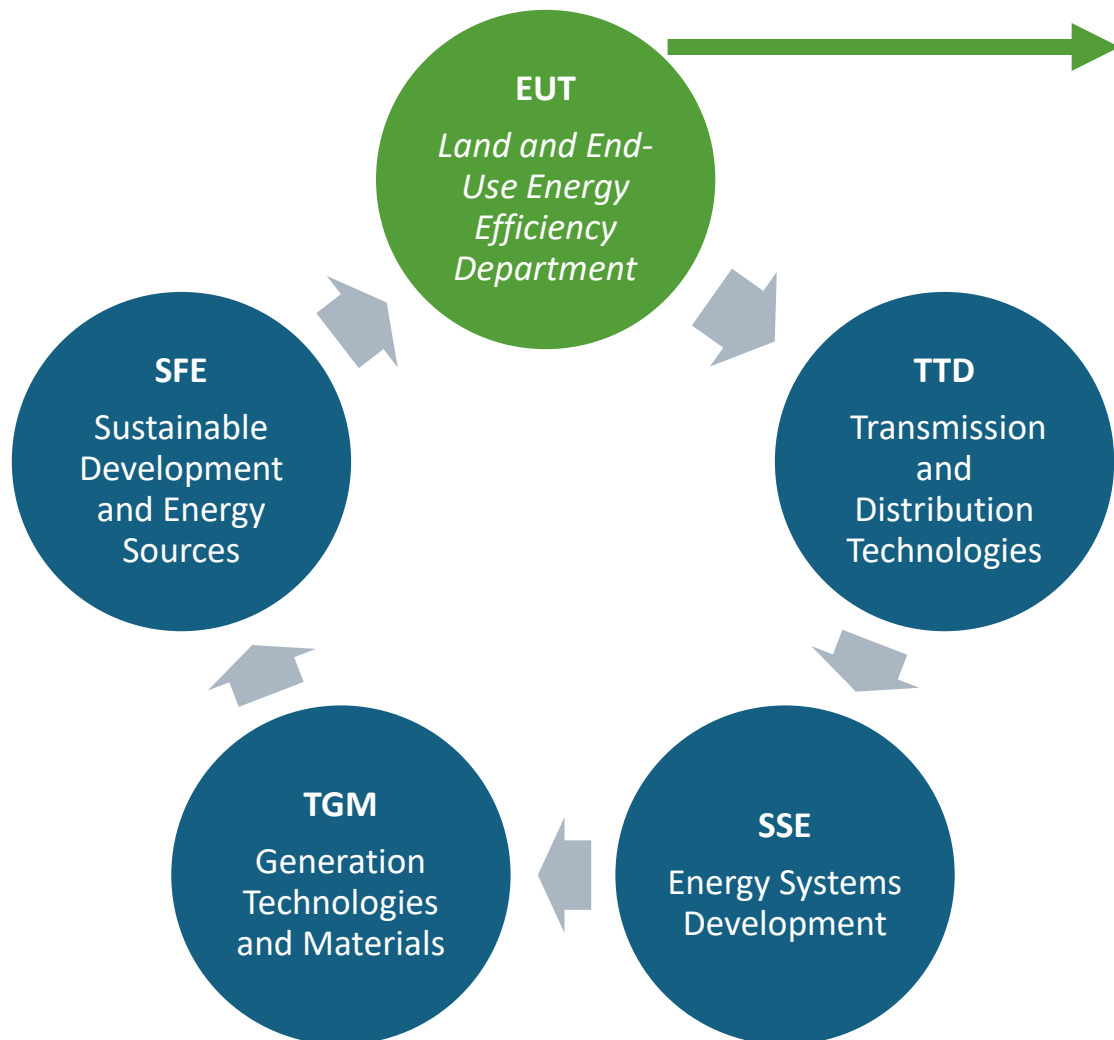 EUT
Land and End-
Use Energy
Efficiency
Department
TTD
Transmission
and
Distribution
Technologies
SSE
Energy Systems
Development
TGM
Generation
Technologies
and Materials
SFE
Sustainable
Development
and Energy
Sources